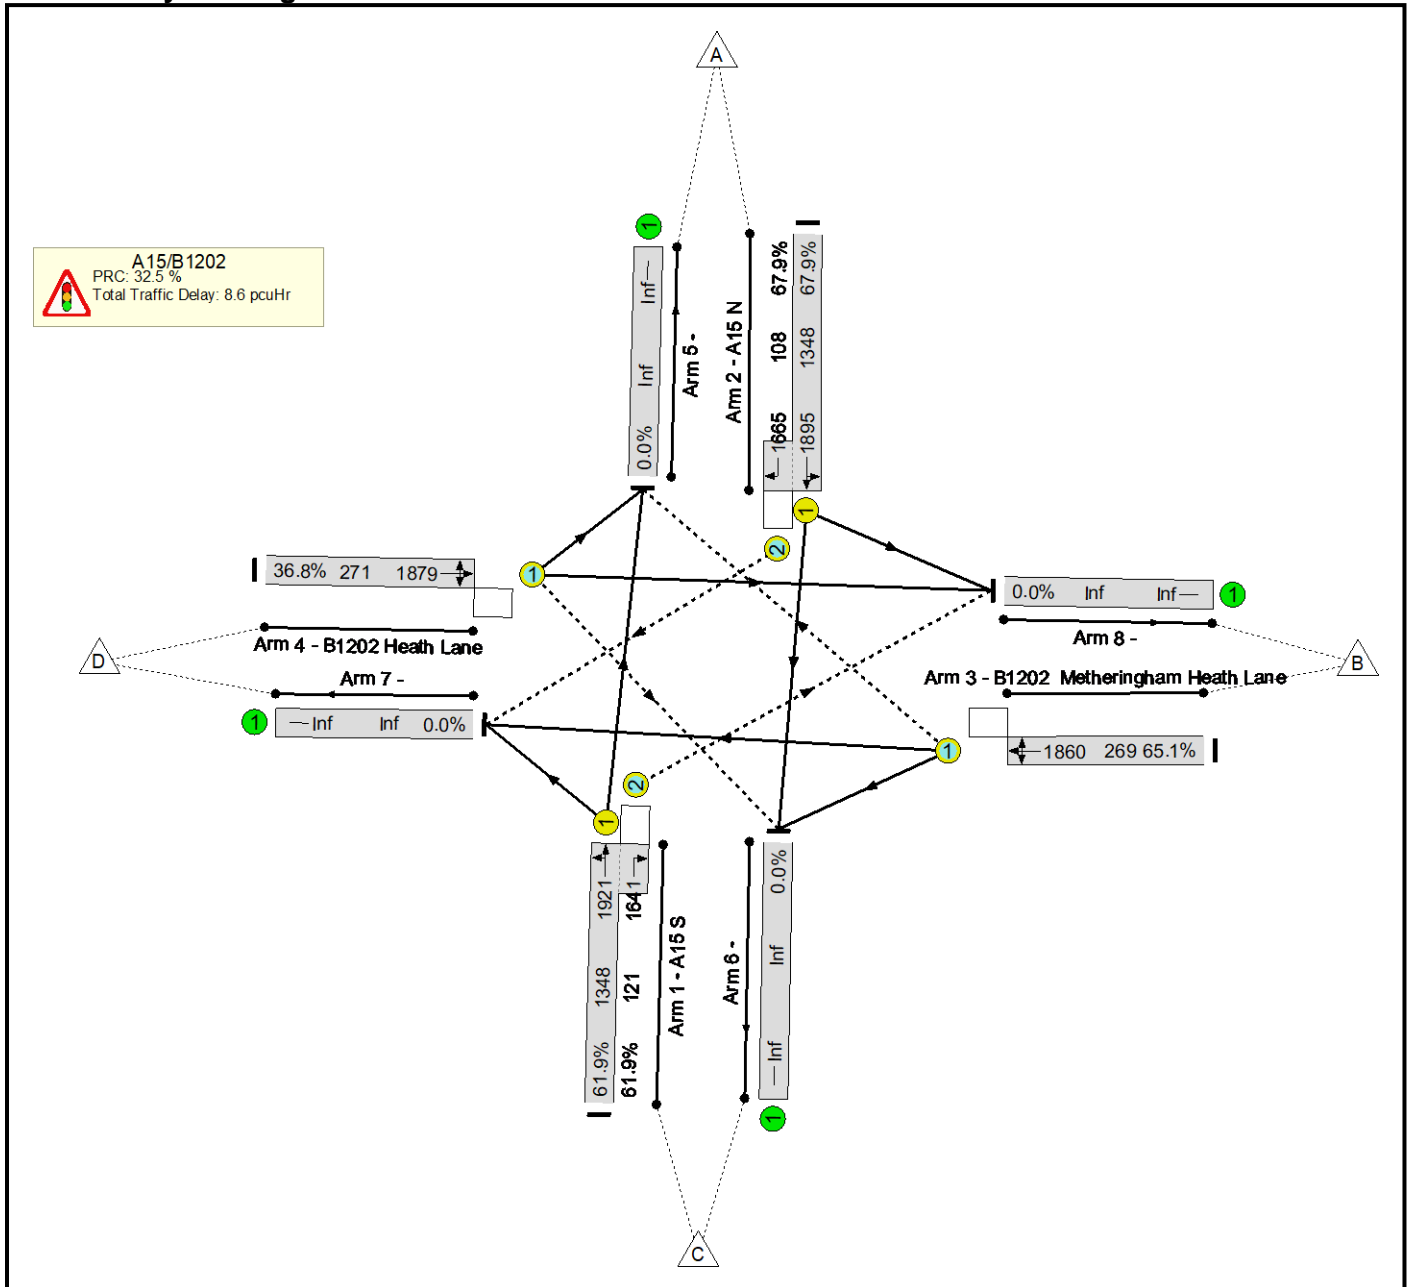 A
A15/B1202
PRC: 32.5 %
Total Traffic Delay: 8.6 pcuHr
1
Inf
Inf
0.0%
Arm 5 -
Arm 2 - A15 N
67.9%
108
1665
67.9%
1348
1895
1
2
36.8% 271 1879
1
Arm 4 - B1202 Heath Lane
D
Arm 7 -
1
Inf Inf 0.0%
0.0% Inf Inf
1
Arm 8 -
B
Arm 3 - B1202 Metheringham Heath Lane
1
1860 269 65.1%
2
1
1921
1348
61.9%
1641
121
61.9%
Arm 1 - A15 S
Arm 6 -
0.0%
Inf
Inf
1
C